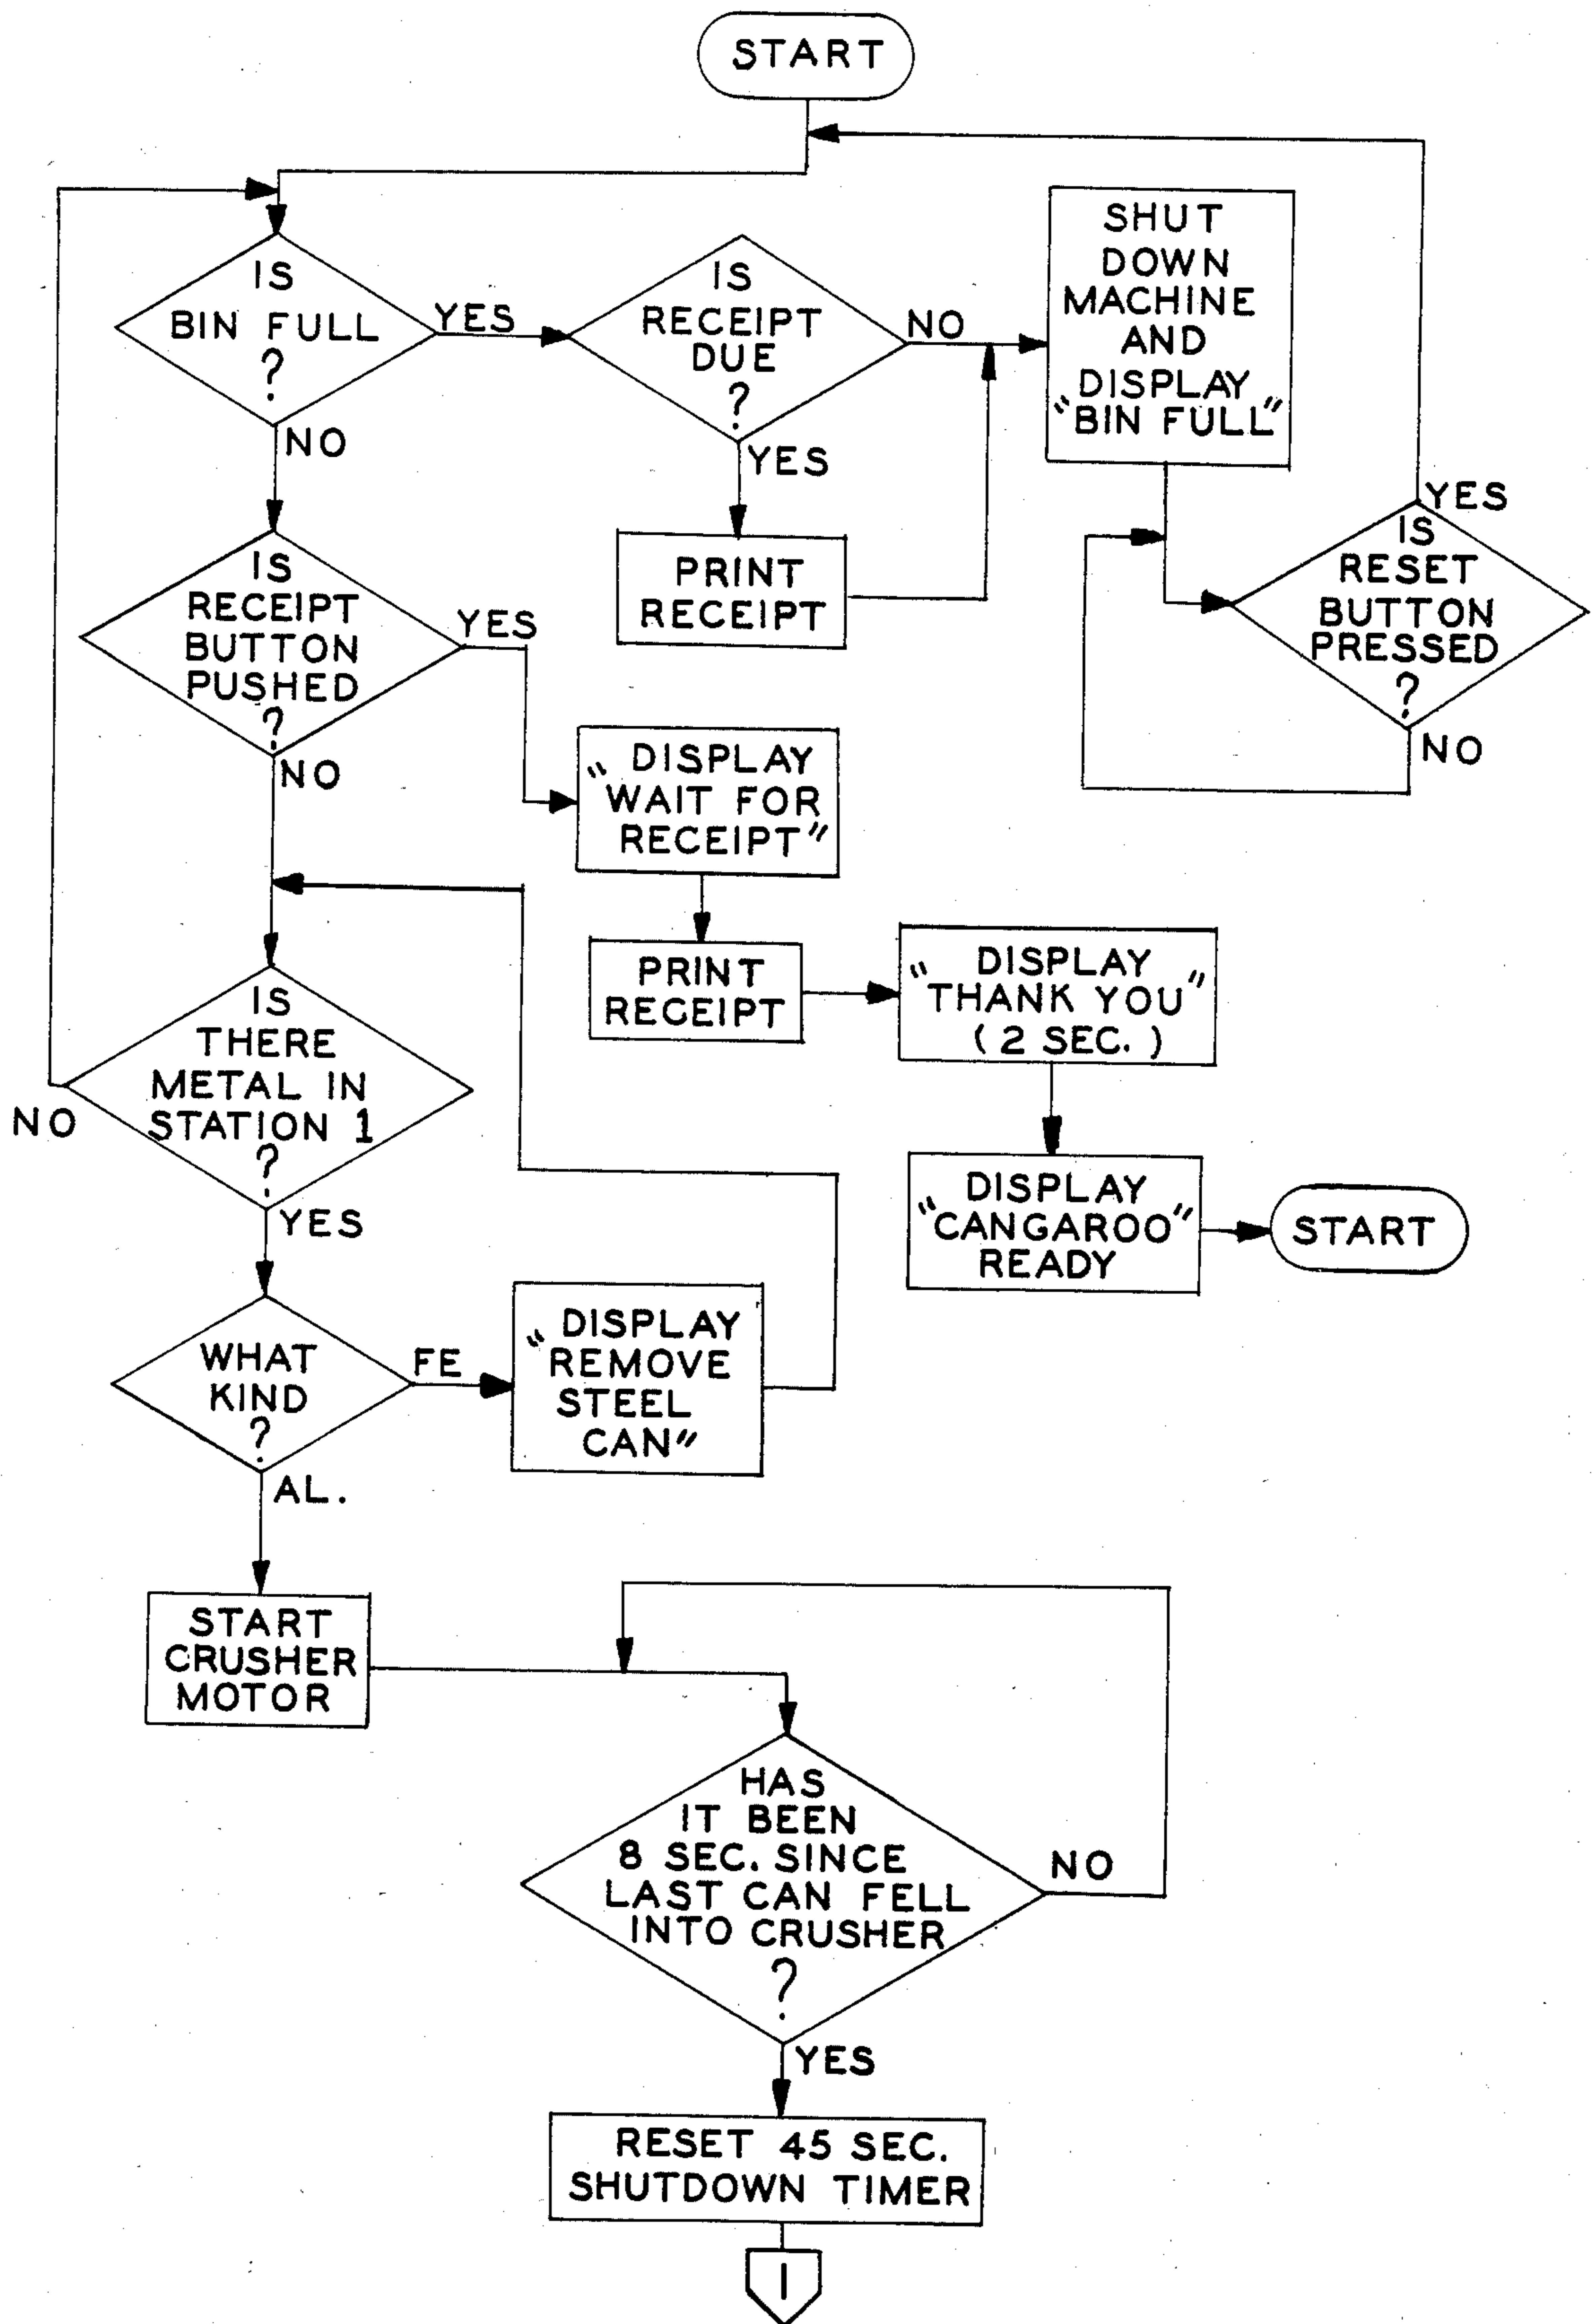 START
IS
BIN FULL
?
YES
NO
IS
RECEIPT
DUE
?
NO
YES
SHUT
DOWN
MACHINE
AND
DISPLAY
"BIN FULL"
PRINT
RECEIPT
YES
IS
RESET
BUTTON
PRESSED
?
NO
IS
RECEIPT
BUTTON
PUSHED
?
YES
NO
" DISPLAY
WAIT FOR
RECEIPT"
PRINT
RECEIPT
DISPLAY
"THANK YOU"
(2 SEC.)
DISPLAY
"CANGAROO"
READY
START
IS
THERE
METAL IN
STATION 1
?
NO
YES
WHAT
KIND
?
FE
AL.
" DISPLAY
REMOVE
STEEL
CAN"
START
CRUSHER
MOTOR
HAS
IT BEEN
8 SEC. SINCE
LAST CAN FELL
INTO CRUSHER
?
NO
YES
RESET 45 SEC.
SHUTDOWN TIMER
1